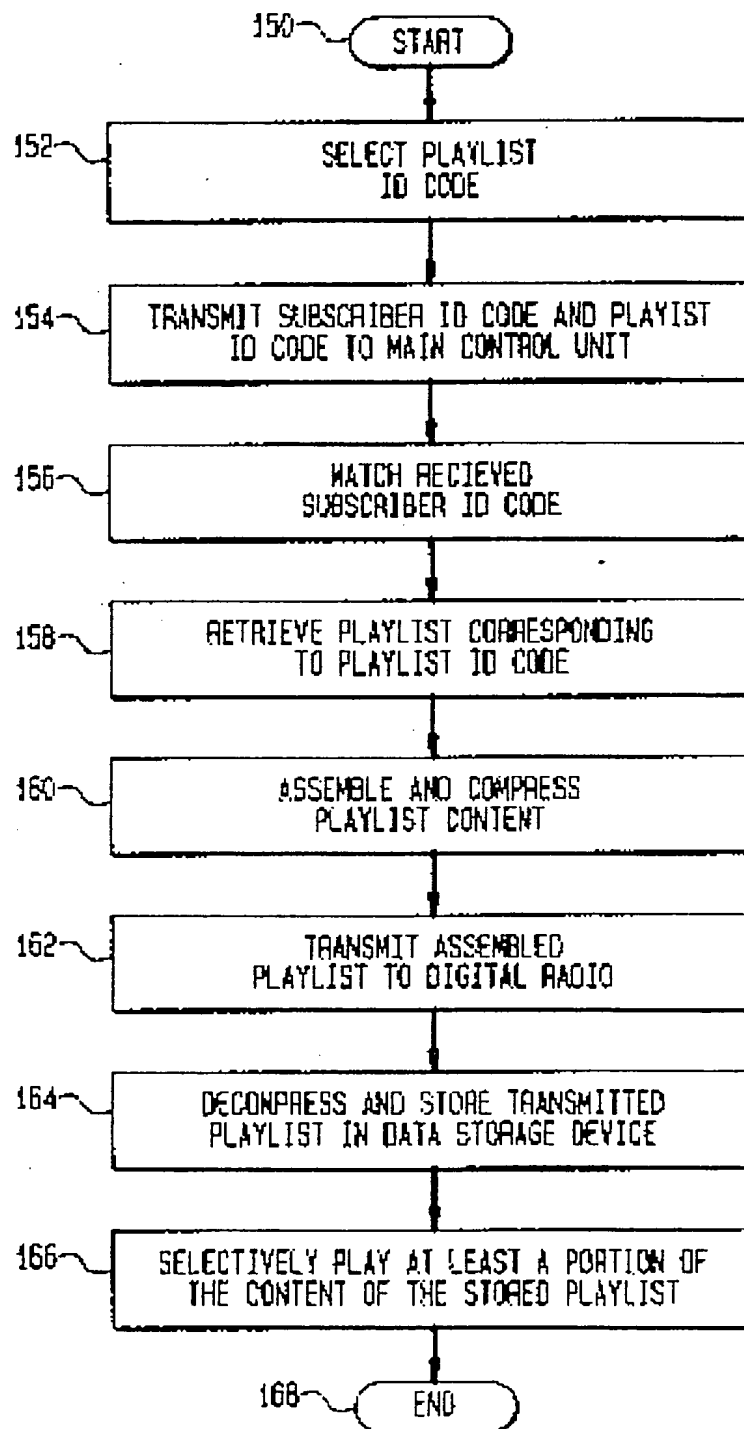 150 START
152 SELECT PLAYLIST
ID CODE
154 TRANSMIT SUBSCRIBER ID CODE AND PLAYIST
ID CODE TO MAIN CONTROL UNIT
156 MATCH RECIEVED
SUBSCRIBER ID CODE
158 RETRIEVE PLAYLIST CORRESPONDING
TO PLAYLIST ID CODE
160 ASSEMBLE AND COMPRESS
PLAYLIST CONTENT
162 TRANSMIT ASSEMBLED
PLAYLIST TO DIGITAL RADIO
164 DECOMPRESS AND STORE TRANSMITTED
PLAYLIST IN DATA STORAGE DEVICE
166 SELECTIVELY PLAY AT LEAST A PORTION OF
THE CONTENT OF THE STORED PLAYLIST
168 END